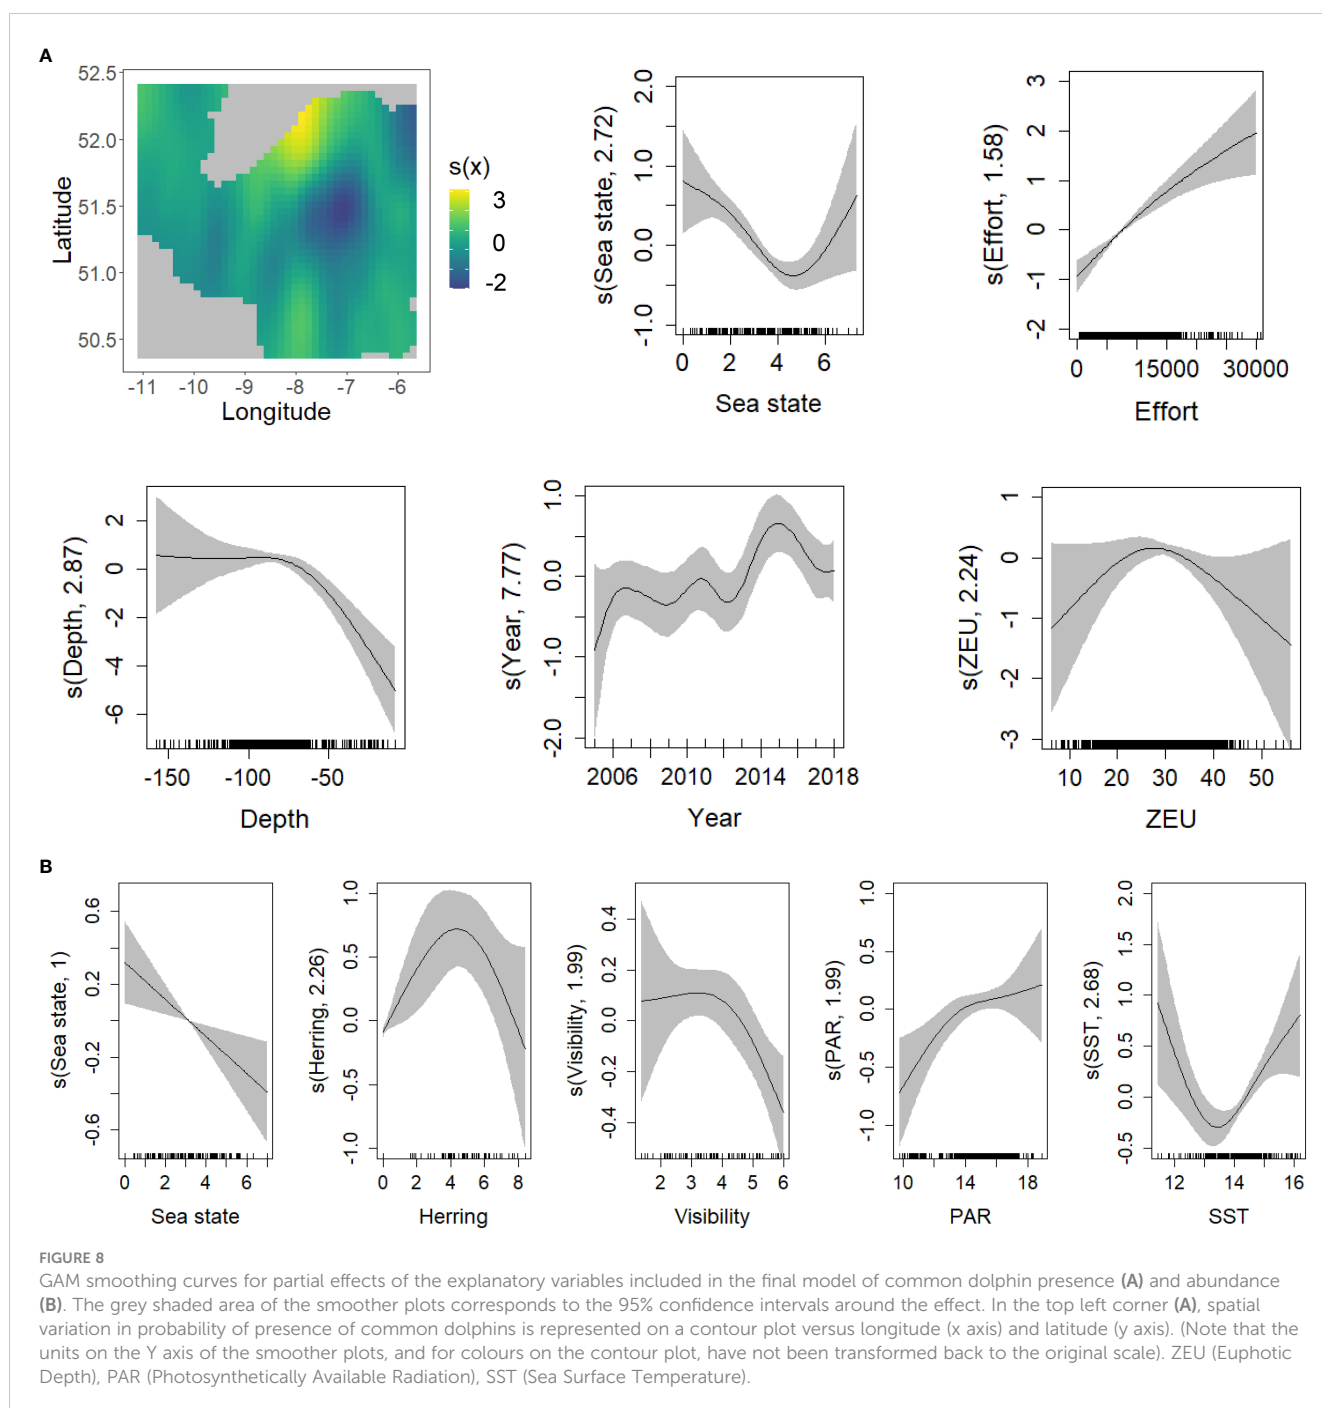 A
52.5
52.0
51.5
51.0
50.5
Latitude
-11 -10 -9 -8 -7 -6
Longitude
s(x)
3
0
-2
s(Sea state, 2.72)
2.0
1.0
0.0
-1.0
0 2 4 6
Sea state
s(Effort, 1.58)
3
2
1
0
-1
-2
0 15000 30000
Effort
s(Depth, 2.87)
2
0
-2
-4
-6
-150 -100 -50
Depth
s(Year, 7.77)
1.0
0.0
-1.0
-2.0
2006 2010 2014 2018
Year
s(ZEU, 2.24)
1
0
-1
-2
-3
10 20 30 40 50
ZEU
B
s(Sea state, 1)
0.6
0.2
-0.2
-0.6
0 2 4 6
Sea state
s(Herring, 2.26)
1.0
0.5
0.0
-0.5
-1.0
0 2 4 6 8
Herring
s(Visibility, 1.99)
0.4
0.2
0.0
-0.2
-0.4
2 3 4 5 6
Visibility
s(PAR, 1.99)
1.0
0.5
0.0
-0.5
-1.0
10 14 18
PAR
s(SST, 2.68)
2.0
1.5
1.0
0.5
0.0
-0.5
12 14 16
SST
FIGURE 8
GAM smoothing curves for partial effects of the explanatory variables included in the final model of common dolphin presence (A) and abundance
(B). The grey shaded area of the smoother plots corresponds to the 95% confidence intervals around the effect. In the top left corner (A), spatial
variation in probability of presence of common dolphins is represented on a contour plot versus longitude (x axis) and latitude (y axis). (Note that the
units on the Y axis of the smoother plots, and for colours on the contour plot, have not been transformed back to the original scale). ZEU (Euphotic
Depth), PAR (Photosynthetically Available Radiation), SST (Sea Surface Temperature).